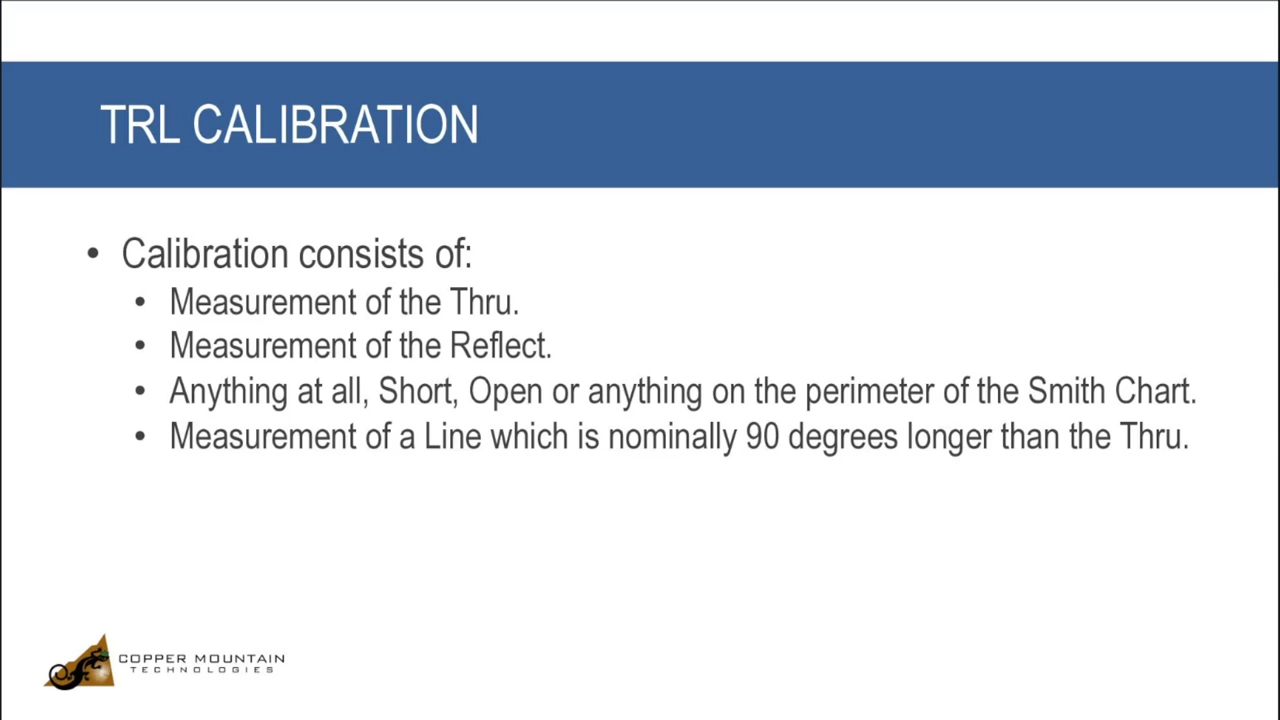 TRL CALIBRATION
• Calibration consists of:
• Measurement of the Thru.
• Measurement of the Reflect.
• Anything at all, Short, Open or anything on the perimeter of the Smith Chart.
• Measurement of a Line which is nominally 90 degrees longer than the Thru.
COPPER MOUNTAIN
TECHNOLOGIES